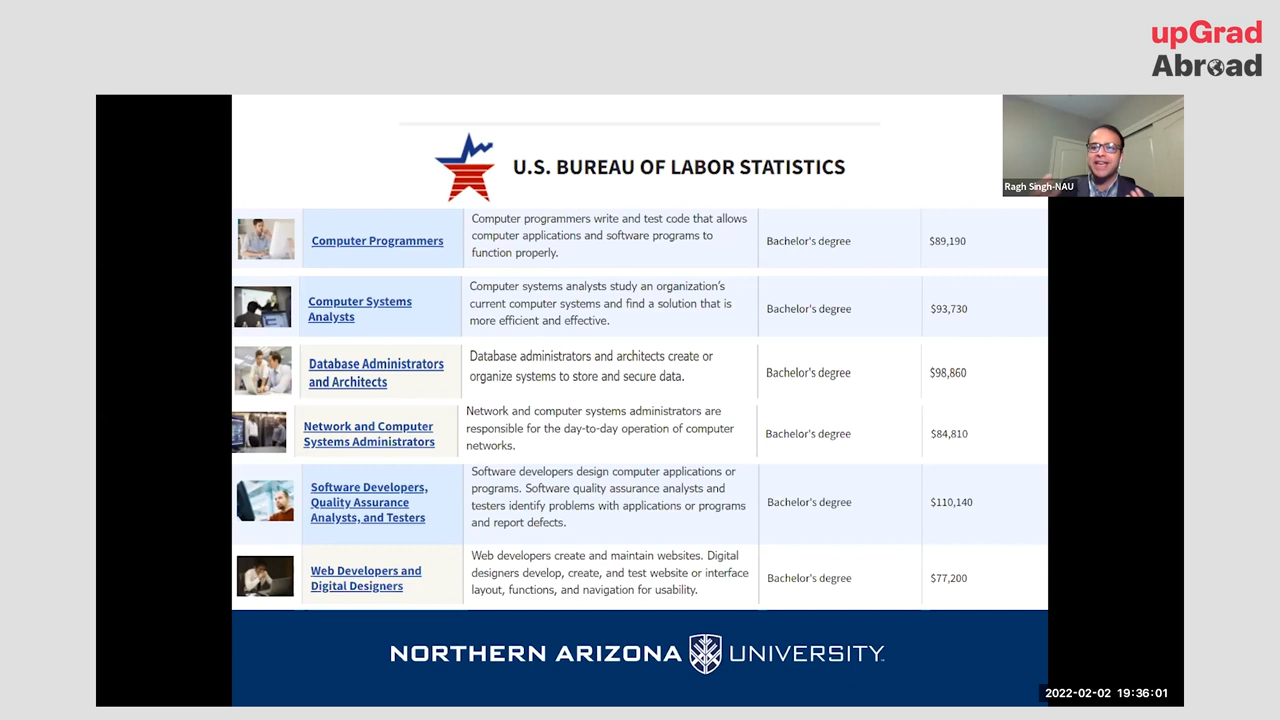 upGrad
Abroad
U.S. BUREAU OF LABOR STATISTICS
Ragh Singh-NAU
Computer Programmers
Computer programmers write and test code that allows
computer applications and software programs to
function properly.
Bachelor's degree
$89,190
Computer Systems
Analysts
Computer systems analysts study an organization's
current computer systems and find a solution that is
more efficient and effective.
Bachelor's degree
$93,730
Database Administrators
and Architects
Database administrators and architects create or
organize systems to store and secure data.
Bachelor's degree
$98,860
Network and Computer
Systems Administrators
Network and computer systems administrators are
responsible for the day-to-day operation of computer
networks.
Bachelor's degree
$84,810
Software Developers,
Quality Assurance
Analysts, and Testers
Software developers design computer applications or
programs. Software quality assurance analysts and
testers identify problems with applications or programs
and report defects.
Bachelor's degree
$110,140
Web Developers and
Digital Designers
Web developers create and maintain websites. Digital
designers develop, create, and test website or interface
layout, functions, and navigation for usability.
Bachelor's degree
$77,200
NORTHERN ARIZONA UNIVERSITY
2022-02-02 19:36:01